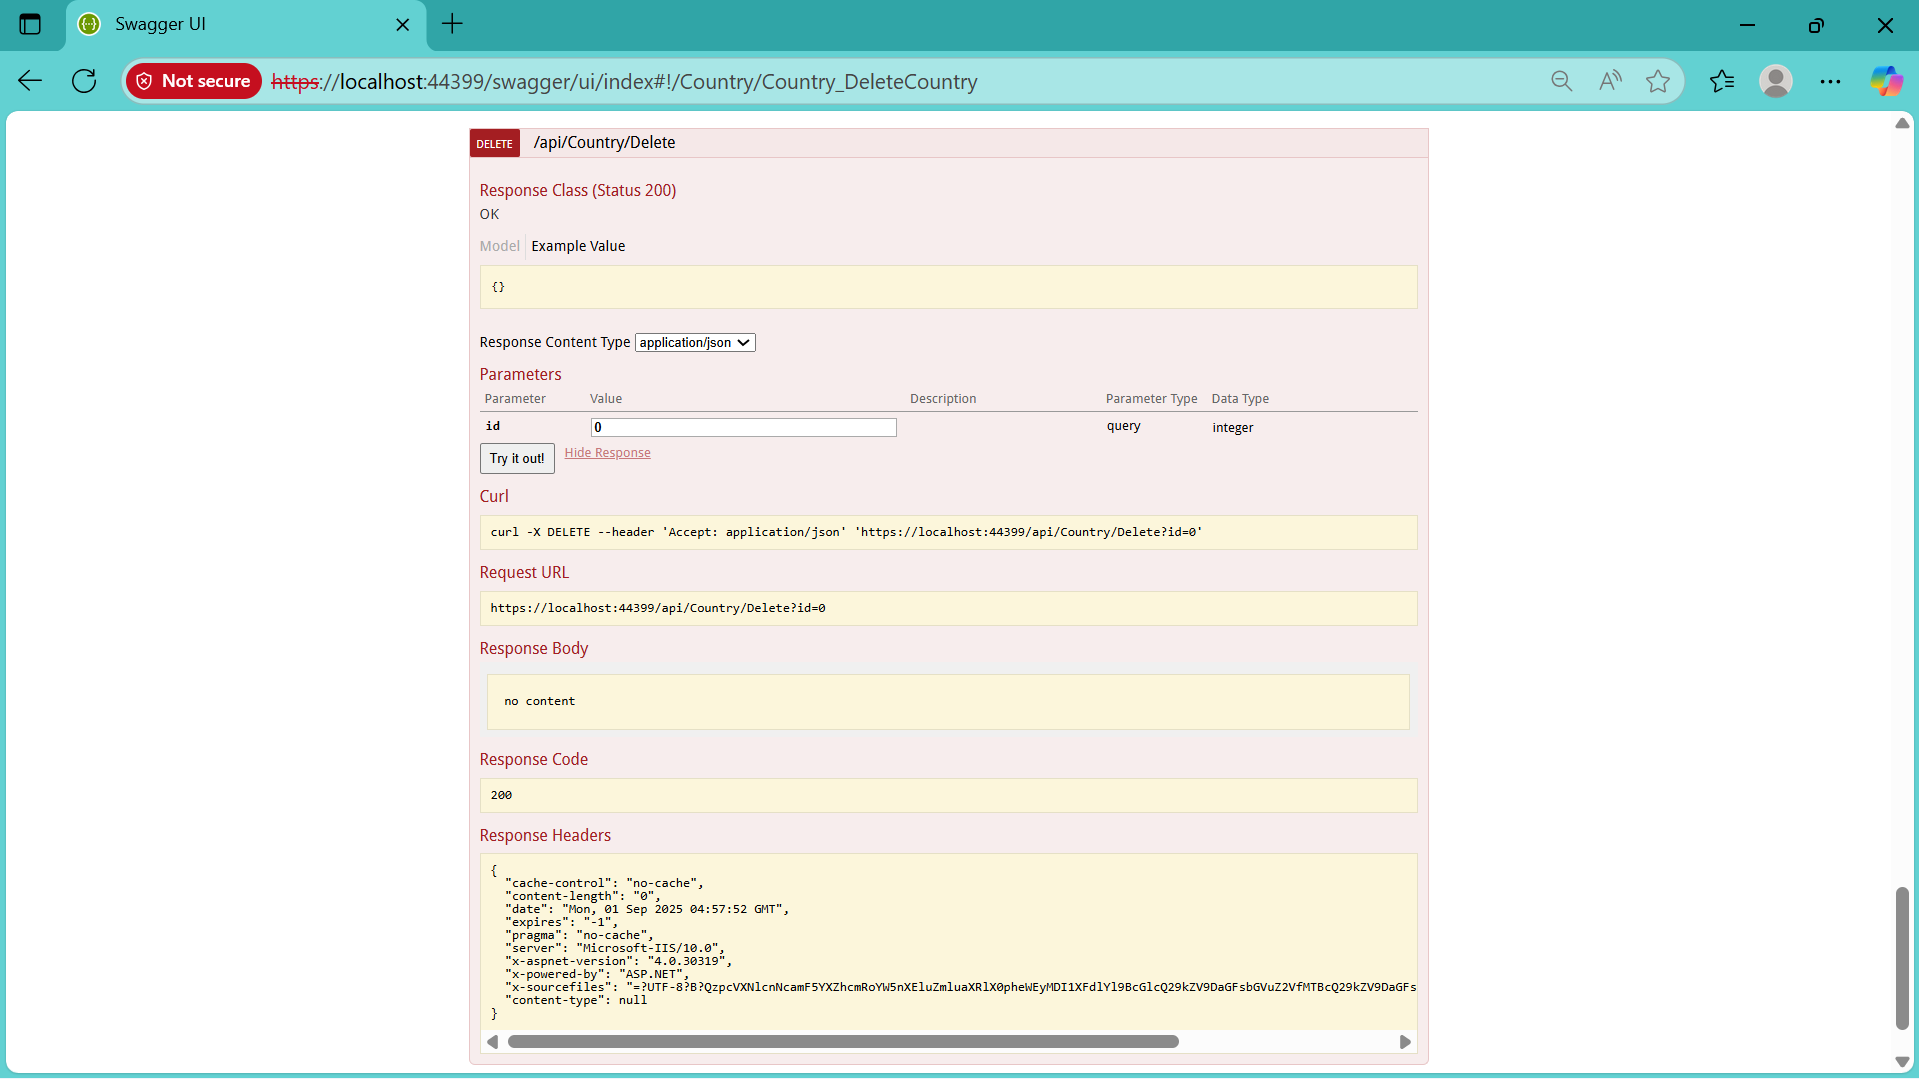 Swagger UI
Not secure https://localhost:44399/swagger/ui/index#!/Country/Country_DeleteCountry
DELETE /api/Country/Delete
Response Class (Status 200)
OK
Model Example Value
{}
Response Content Type application/json
Parameters
Parameter Value Description Parameter Type Data Type
id 0 query integer
Try it out! Hide Response
Curl
curl -X DELETE --header 'Accept: application/json' 'https://localhost:44399/api/Country/Delete?id=0'
Request URL
https://localhost:44399/api/Country/Delete?id=0
Response Body
no content
Response Code
200
Response Headers
{
"cache-control": "no-cache",
"content-length": "0",
"date": "Mon, 01 Sep 2025 04:57:52 GMT",
"expires": "-1",
"pragma": "no-cache",
"server": "Microsoft-IIS/10.0",
"x-aspnet-version": "4.0.30319",
"x-powered-by": "ASP.NET",
"x-sourcefiles": "=?UTF-8?B?QzpcVXNlcnNcamF5YXZhcmRoYW5nXEluZmluaXRlX0pheWEyMDI1XFdlYl9BcGlcQ29kZV9DaGFsbGVuZ2VfMTBcQ29kZV9DaGFs
"content-type": null
}